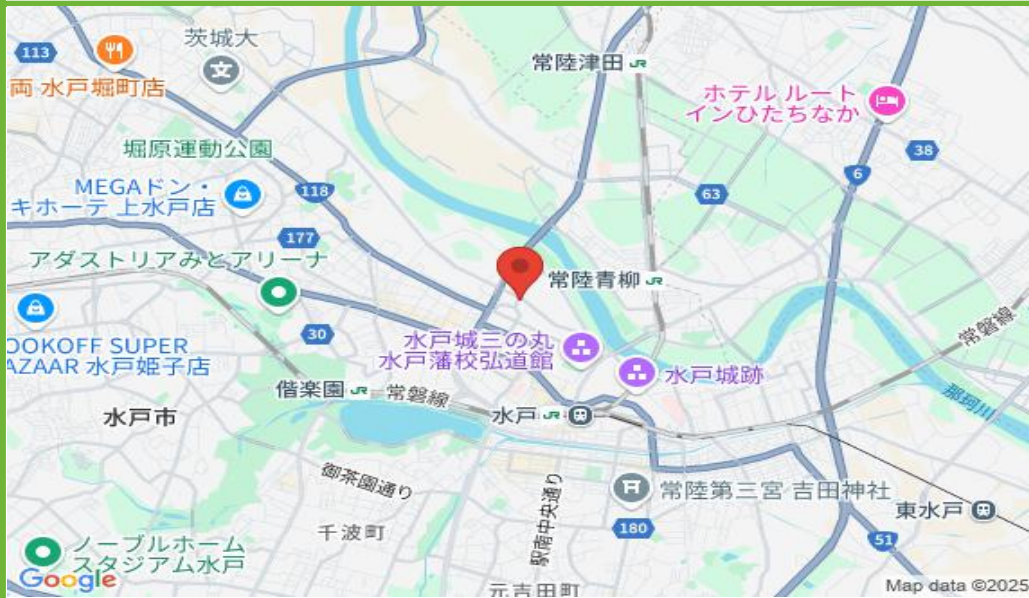 茨城大
113
両 水戸堀町店
常陸津田
JR
ホテル ルート
インひたちなか
38
堀原運動公園
6
MEGAドン・
キホーテ 上水戸店
118
63
177
アダストリアみとアリーナ
常陸青柳
JR
30
水戸城三の丸
水戸藩校弘道館
常磐線
OOKOFF SUPER
AZAAR 水戸姫子店
水戸城跡
偕楽園
JR
常磐線
那珂川
水戸市
水戸
JR
御茶園通り
駅南中央通り
常陸第三宮 吉田神社
東水戸
千波町
180
51
ノーブルホーム
スタジアム水戸
Google
元吉田町
Map data ©2025